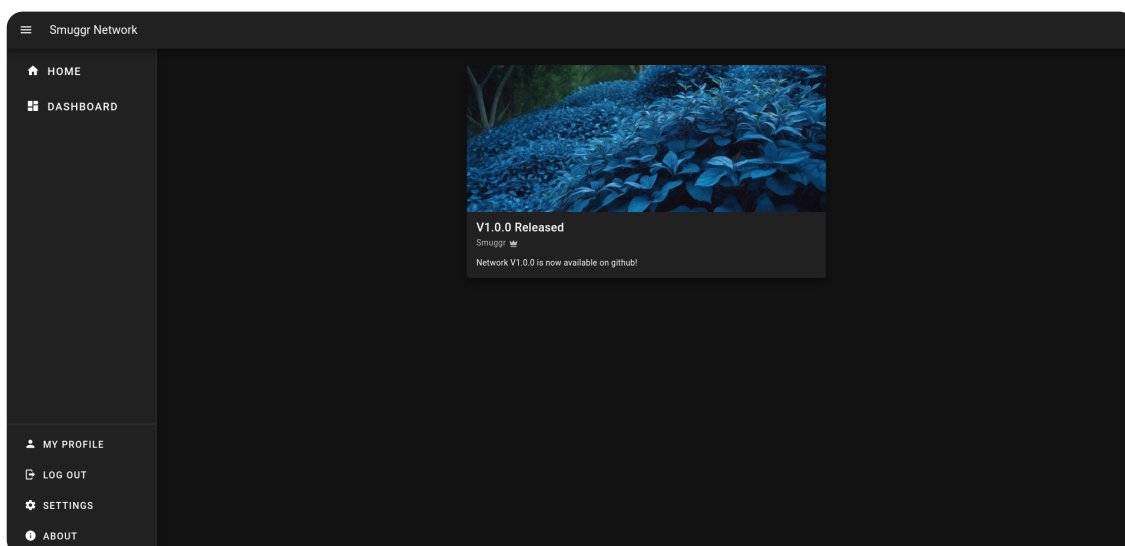 Smuggr Network
HOME
DASHBOARD
V1.0.0 Released
Smuggr
Network V1.0.0 is now available on github!
MY PROFILE
LOG OUT
SETTINGS
ABOUT